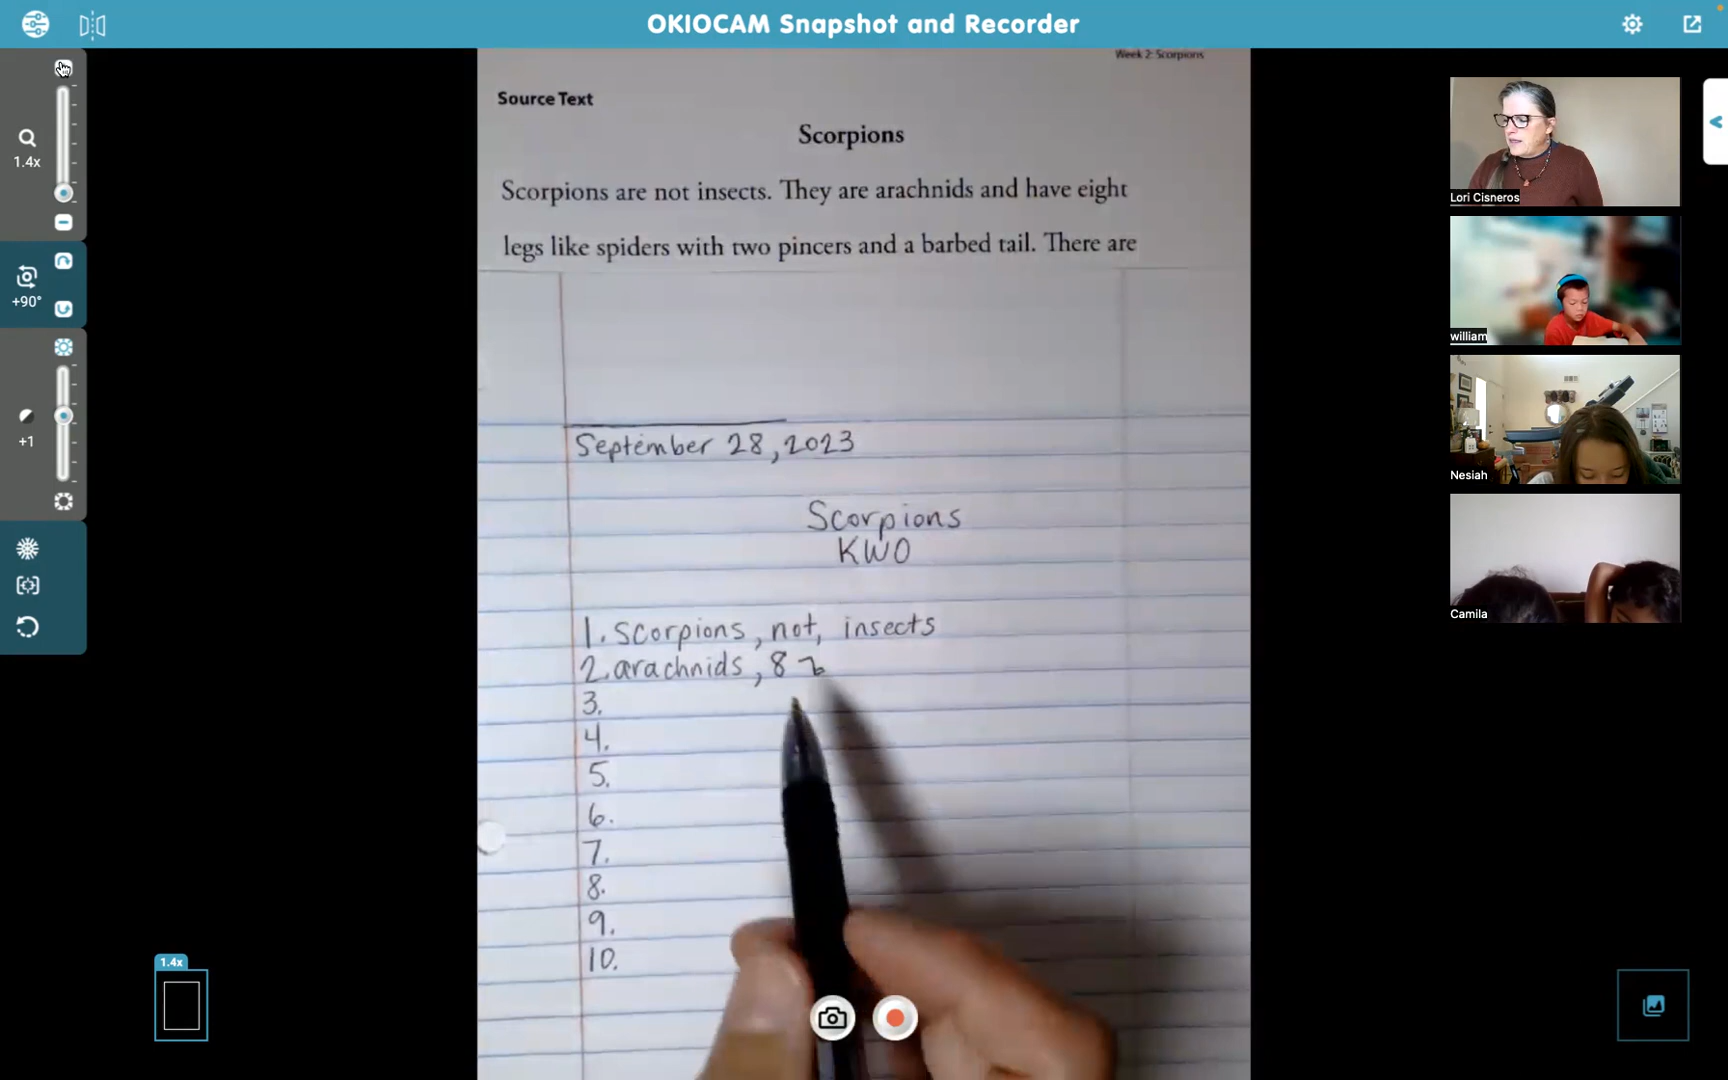 OKIOCAM Snapshot and Recorder
Week 2: Scorpions
Source Text
Scorpions
Scorpions are not insects. They are arachnids and have eight
legs like spiders with two pincers and a barbed tail. There are
September 28, 2023
Scorpions
KWO
1. scorpions, not, insects
2. arachnids, 8
3.
4.
5.
6.
7.
8.
9.
10.
1.4x
+90°
+1
1.4x
Lori Cisneros
william
Nesiah
Camila